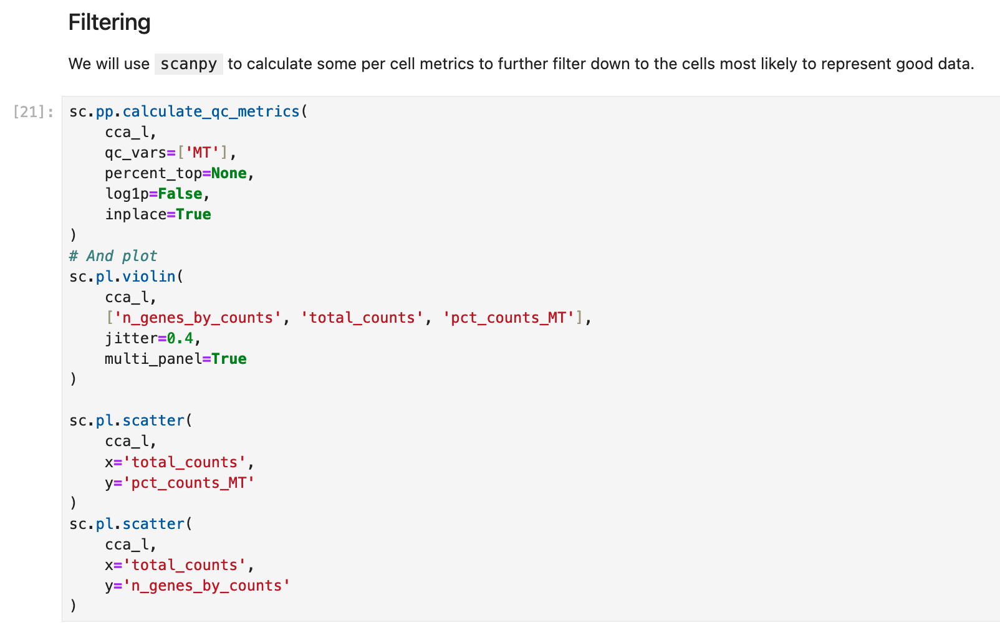 Filtering
We will use scanpy to calculate some per cell metrics to further filter down to the cells most likely to represent good data.
[21]:
sc.pp.calculate_qc_metrics(
    cca_l,
    qc_vars=['MT'],
    percent_top=None,
    log1p=False,
    inplace=True
)
# And plot
sc.pl.violin(
    cca_l,
    ['n_genes_by_counts', 'total_counts', 'pct_counts_MT'],
    jitter=0.4,
    multi_panel=True
)

sc.pl.scatter(
    cca_l,
    x='total_counts',
    y='pct_counts_MT'
)
sc.pl.scatter(
    cca_l,
    x='total_counts',
    y='n_genes_by_counts'
)